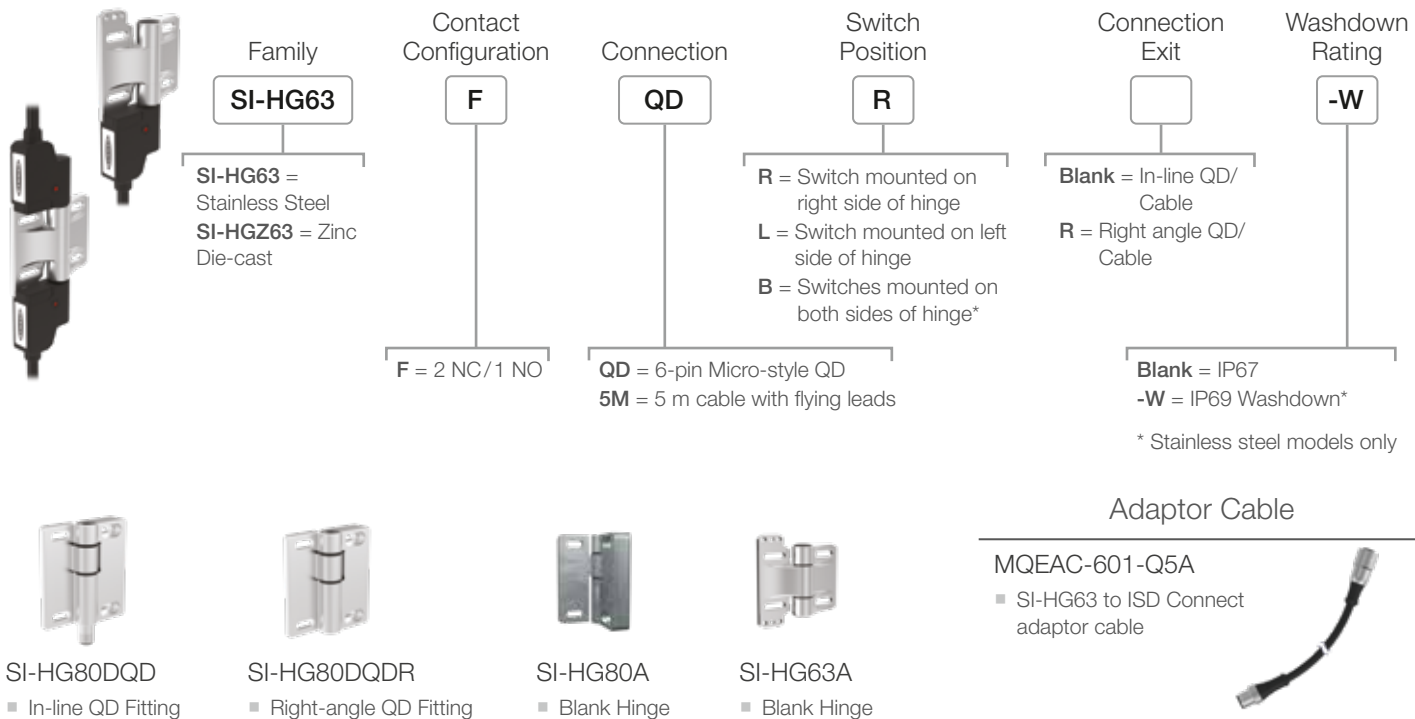 Family
Contact
Configuration
Connection
Switch
Position
Connection
Exit
Washdown
Rating
SI-HG63
F
QD
R
-W
SI-HG63 =
Stainless Steel
SI-HGZ63 = Zinc
Die-cast
R = Switch mounted on
right side of hinge
L = Switch mounted on left
side of hinge
B = Switches mounted on
both sides of hinge*
Blank = In-line QD/
Cable
R = Right angle QD/
Cable
F = 2 NC/1 NO
QD = 6-pin Micro-style QD
5M = 5 m cable with flying leads
Blank = IP67
-W = IP69 Washdown*
* Stainless steel models only
SI-HG80DQD
▪ In-line QD Fitting
SI-HG80DQDR
▪ Right-angle QD Fitting
SI-HG80A
▪ Blank Hinge
SI-HG63A
▪ Blank Hinge
Adaptor Cable
MQEAC-601-Q5A
▪ SI-HG63 to ISD Connect
adaptor cable